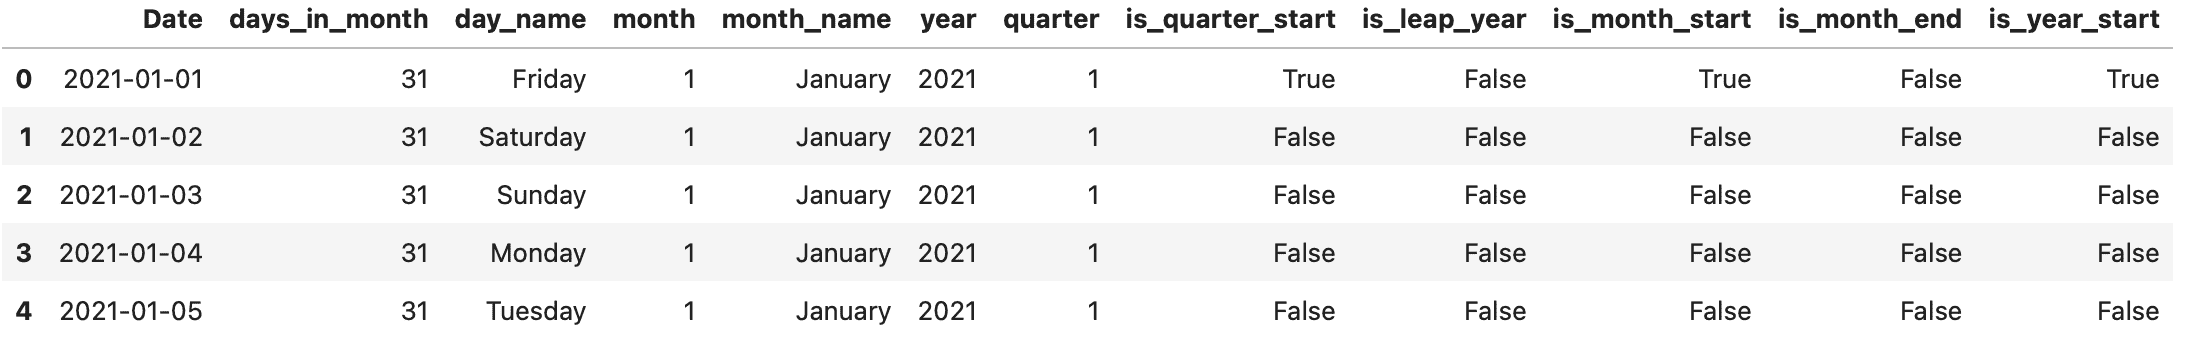 Date days_in_month day_name month month_name year quarter is_quarter_start is_leap_year is_month_start is_month_end is_year_start
0 2021-01-01 31 Friday 1 January 2021 1 True False True False True
1 2021-01-02 31 Saturday 1 January 2021 1 False False False False False
2 2021-01-03 31 Sunday 1 January 2021 1 False False False False False
3 2021-01-04 31 Monday 1 January 2021 1 False False False False False
4 2021-01-05 31 Tuesday 1 January 2021 1 False False False False False